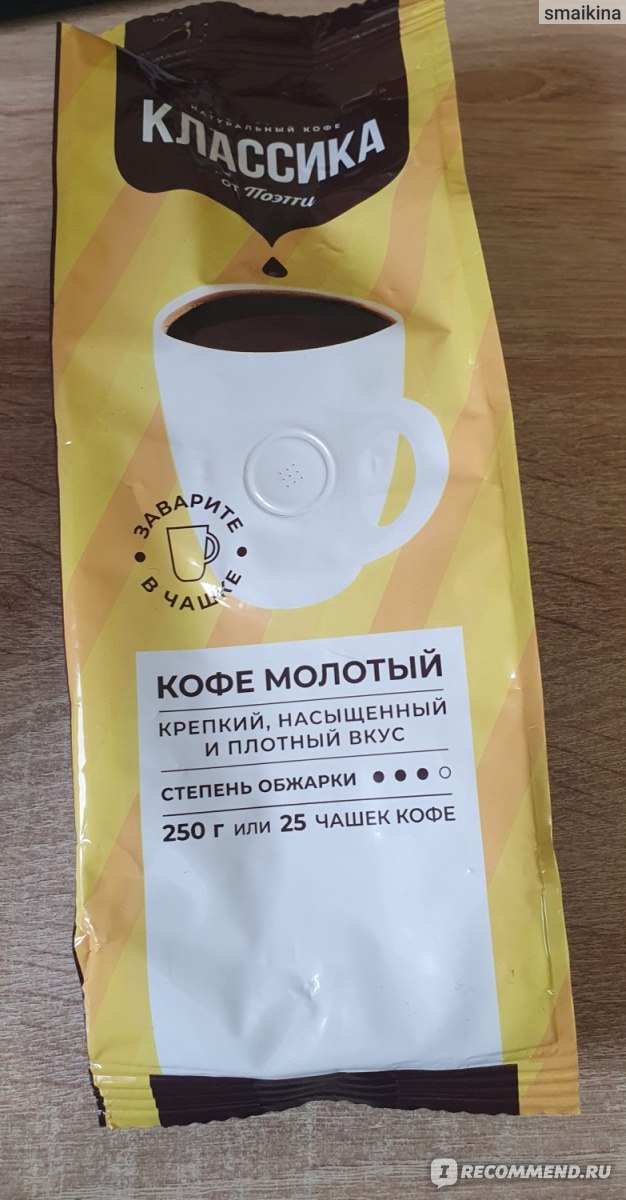 smaikina
НАТУРАЛЬНЫЙ КОФЕ
КЛАССИКА
от Поэтти
ЗАВАРИТЕ
В ЧАШКЕ
КОФЕ МОЛОТЫЙ
КРЕПКИЙ, НАСЫЩЕННЫЙ
И ПЛОТНЫЙ ВКУС
СТЕПЕНЬ ОБЖАРКИ
250 г или 25 ЧАШЕК КОФЕ
IRECOMMEND.RU